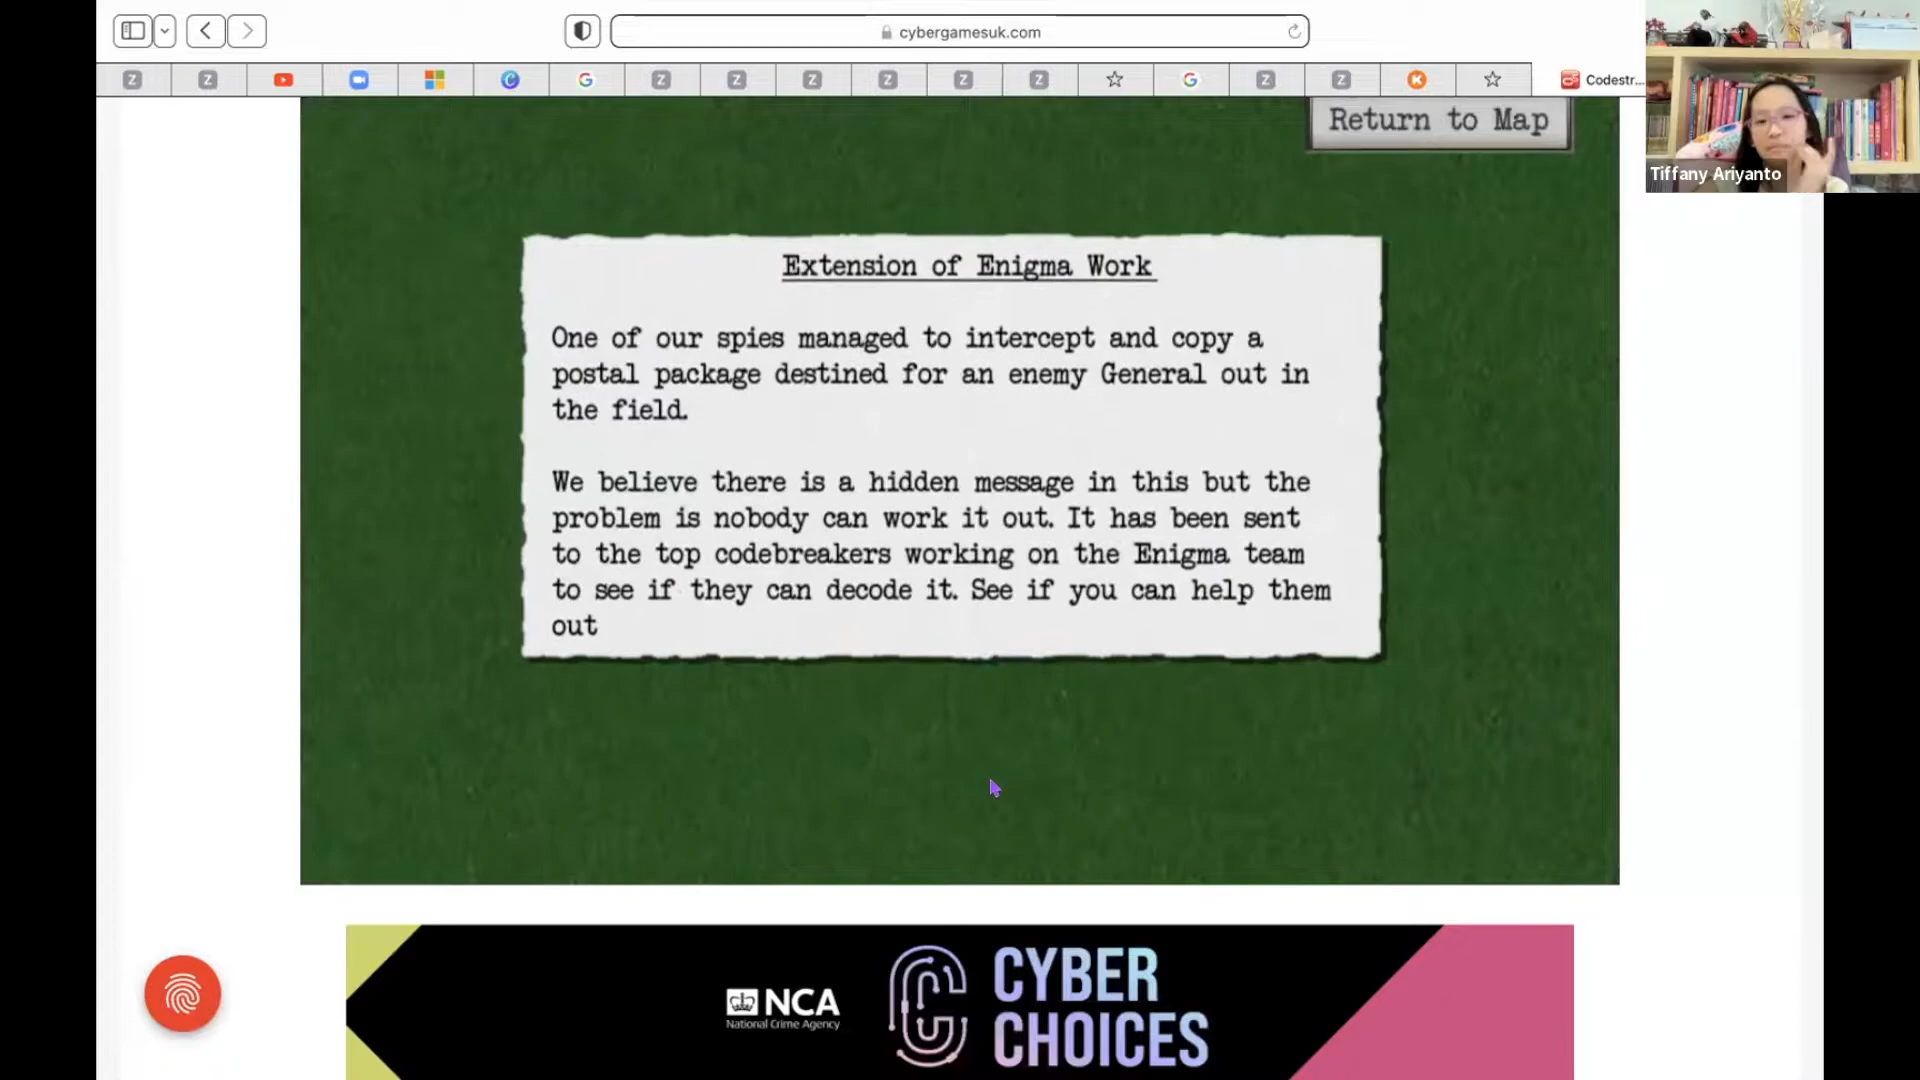 cybergamesuk.com
Codestr...
Return to Map
Tiffany Ariyanto
Extension of Enigma Work
One of our spies managed to intercept and copy a
postal package destined for an enemy General out in
the field.
We believe there is a hidden message in this but the
problem is nobody can work it out. It has been sent
to the top codebreakers working on the Enigma team
to see if they can decode it. See if you can help them
out
NCA
National Crime Agency
CYBER
CHOICES